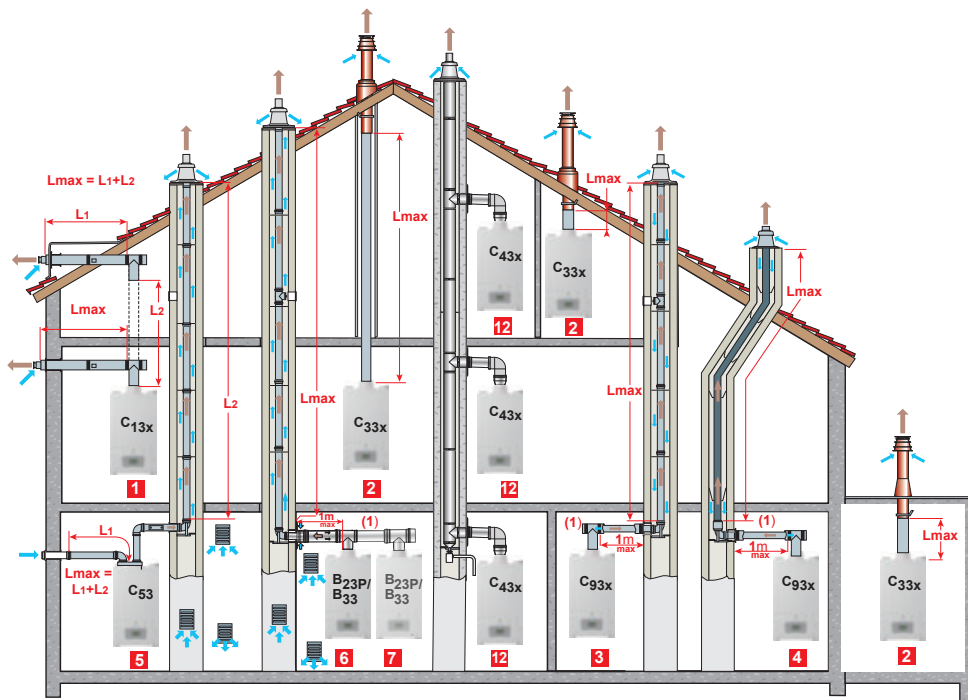 Lmax = L1+L2
L1
Lmax
L2
C13x
1
L2
Lmax
Lmax
C33x
2
C43x
12
C43x
12
Lmax
C33x
2
Lmax
Lmax
L1
Lmax =
L1+L2
C53
5
1m
max
(1)
B23P/
B33
6
B23P/
B33
7
C43x
12
(1)
1m
max
C93x
3
(1)
1m
max
C93x
4
Lmax
C33x
2